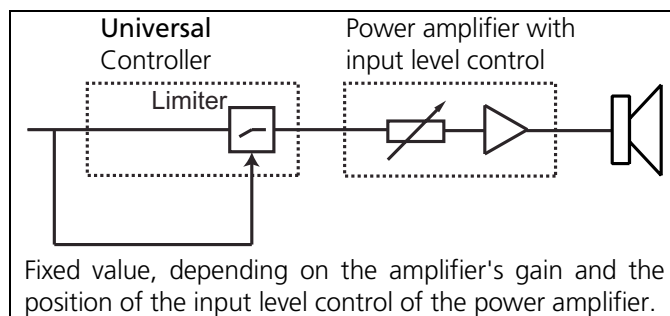 Universal
Controller
Power amplifier with
input level control
Limiter
Fixed value, depending on the amplifier's gain and the
position of the input level control of the power amplifier.